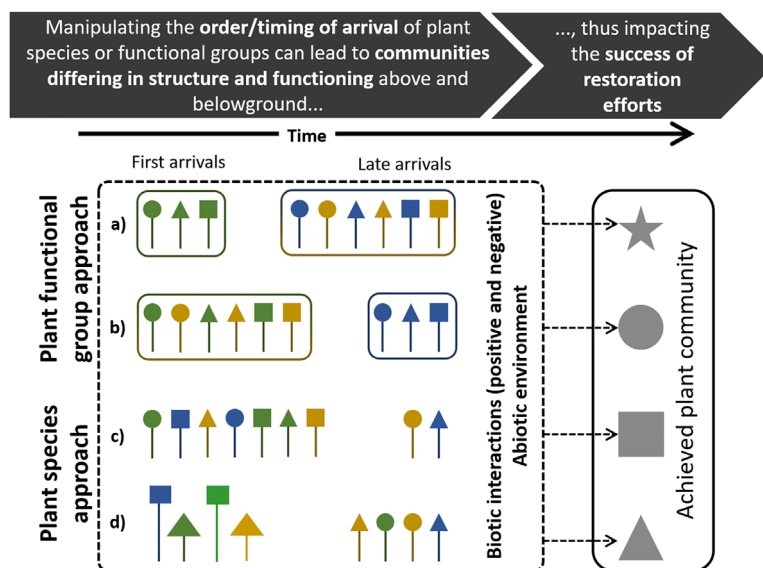 Manipulating the order/timing of arrival of plant
species or functional groups can lead to communities
differing in structure and functioning above and
belowground...
..., thus impacting
the success of
restoration
efforts
Time
First arrivals
Late arrivals
Plant functional
group approach
a)
b)
Plant species
approach
c)
d)
Biotic interactions (positive and negative)
Abiotic environment
Achieved plant community